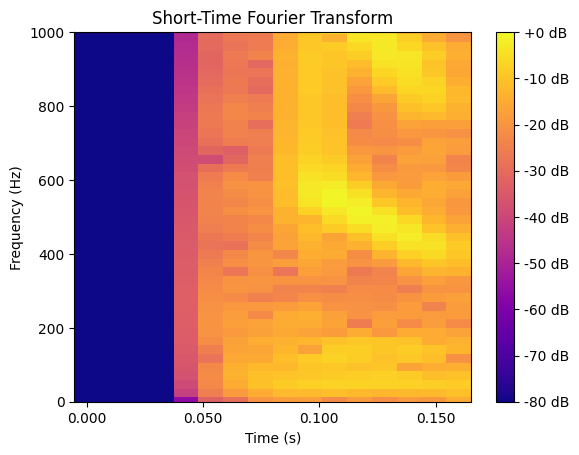 Short-Time Fourier Transform
1000
800
600
400
200
0
Frequency (Hz)
0.000
0.050
0.100
0.150
Time (s)
+0 dB
-10 dB
-20 dB
-30 dB
-40 dB
-50 dB
-60 dB
-70 dB
-80 dB